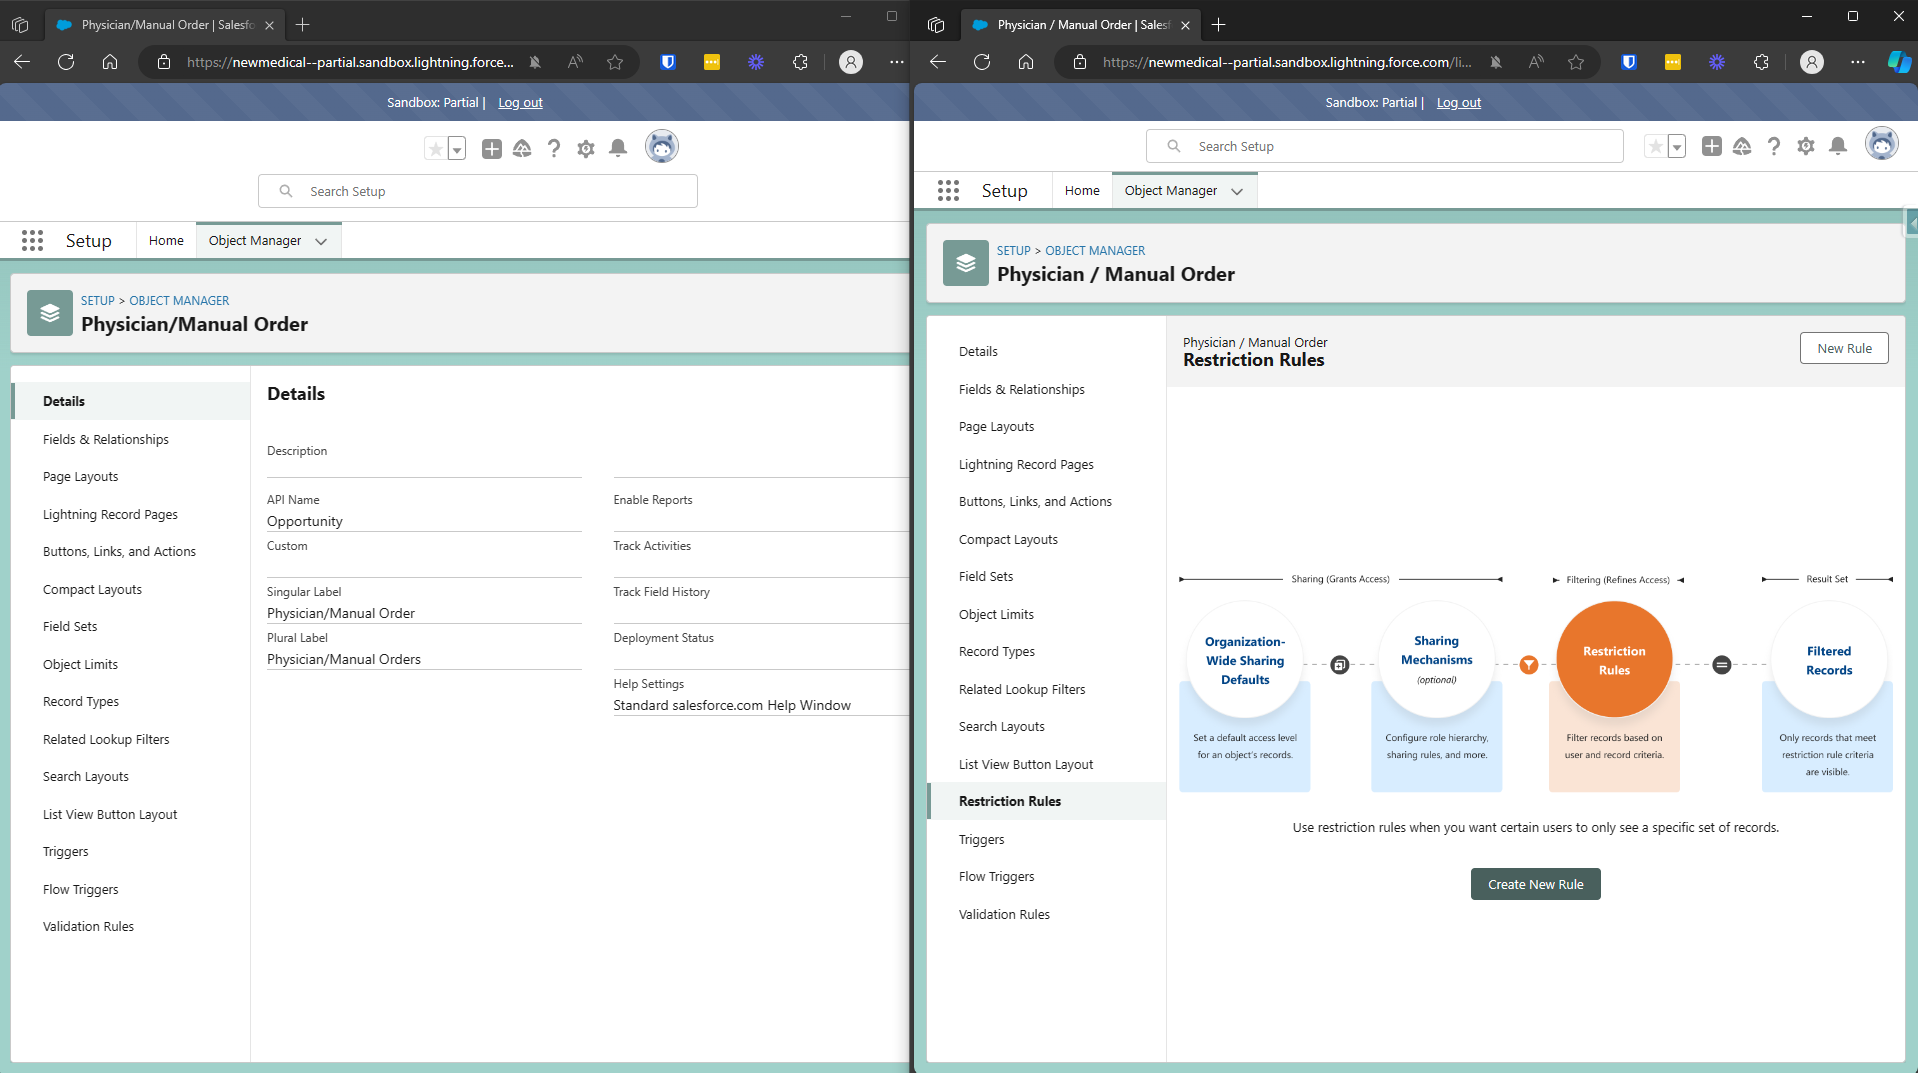 Physician/Manual Order | Salesfo
https://newmedical--partial.sandbox.lightning.force...
Sandbox: Partial | Log out
Search Setup
Setup
Home
Object Manager
SETUP > OBJECT MANAGER
Physician/Manual Order
Details
Fields & Relationships
Page Layouts
Lightning Record Pages
Buttons, Links, and Actions
Compact Layouts
Field Sets
Object Limits
Record Types
Related Lookup Filters
Search Layouts
List View Button Layout
Triggers
Flow Triggers
Validation Rules
Details
Description
API Name
Opportunity
Custom
Singular Label
Physician/Manual Order
Plural Label
Physician/Manual Orders
Enable Reports
Track Activities
Track Field History
Deployment Status
Help Settings
Standard salesforce.com Help Window
Physician / Manual Order | Salesf
https://newmedical--partial.sandbox.lightning.force.com/li...
Sandbox: Partial | Log out
Search Setup
Setup
Home
Object Manager
SETUP > OBJECT MANAGER
Physician / Manual Order
Details
Fields & Relationships
Page Layouts
Lightning Record Pages
Buttons, Links, and Actions
Compact Layouts
Field Sets
Object Limits
Record Types
Related Lookup Filters
Search Layouts
List View Button Layout
Restriction Rules
Triggers
Flow Triggers
Validation Rules
Physician / Manual Order
Restriction Rules
New Rule
Sharing (Grants Access)
Filtering (Refines Access)
Result Set
Organization-
Wide Sharing
Defaults
Set a default access level
for an object's records.
Sharing
Mechanisms
(optional)
Configure role hierarchy,
sharing rules, and more.
Restriction
Rules
Filter records based on
user and record criteria.
Filtered
Records
Only records that meet
restriction rule criteria
are visible.
Use restriction rules when you want certain users to only see a specific set of records.
Create New Rule